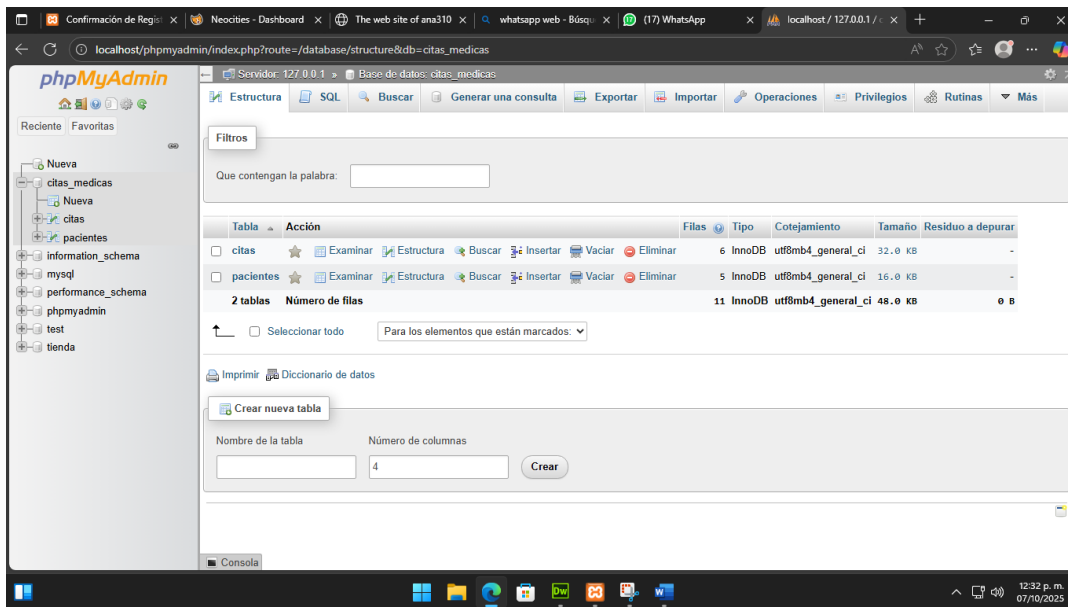 Confirmación de Regist
Neocities - Dashboard
The web site of ana310
whatsapp web - Búsqu
(17) WhatsApp
localhost / 127.0.0.1 / c
localhost/phpmyadmin/index.php?route=/database/structure&db=citas_medicas
phpMyAdmin
Reciente Favoritas
Nueva
citas_medicas
Nueva
citas
pacientes
information_schema
mysql
performance_schema
phpmyadmin
test
tienda
Servidor: 127.0.0.1 » Base de datos: citas_medicas
Estructura SQL Buscar Generar una consulta Exportar Importar Operaciones Privilegios Rutinas Más
Filtros
Que contengan la palabra:
Tabla Acción Filas Tipo Cotejamiento Tamaño Residuo a depurar
citas Examinar Estructura Buscar Insertar Vaciar Eliminar 6 InnoDB utf8mb4_general_ci 32.0 KB -
pacientes Examinar Estructura Buscar Insertar Vaciar Eliminar 5 InnoDB utf8mb4_general_ci 16.0 KB -
2 tablas Número de filas 11 InnoDB utf8mb4_general_ci 48.0 KB 0 B
Seleccionar todo Para los elementos que están marcados:
Imprimir Diccionario de datos
Crear nueva tabla
Nombre de la tabla Número de columnas
4 Crear
Consola
Dw
W
12:32 p. m.
07/10/2025